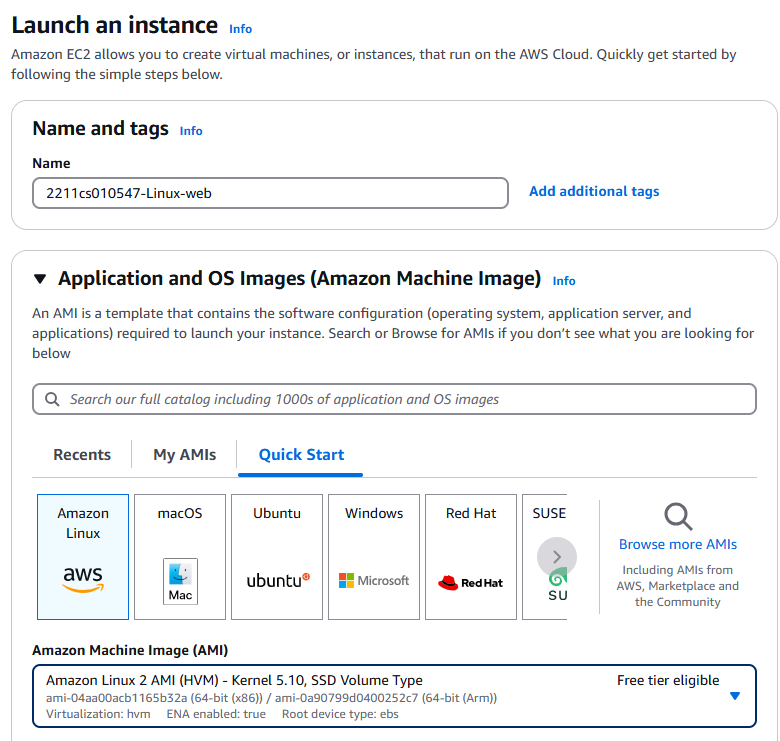 Launch an instance Info
Amazon EC2 allows you to create virtual machines, or instances, that run on the AWS Cloud. Quickly get started by
following the simple steps below.
Name and tags Info
Name
2211cs010547-Linux-web
Add additional tags
Application and OS Images (Amazon Machine Image) Info
An AMI is a template that contains the software configuration (operating system, application server, and
applications) required to launch your instance. Search or Browse for AMIs if you don’t see what you are looking for
below
Search our full catalog including 1000s of application and OS images
Recents
My AMIs
Quick Start
Amazon
Linux
aws
macOS
Mac
Ubuntu
ubuntu
Windows
Microsoft
Red Hat
Red Hat
SUSE
SU
Browse more AMIs
Including AMIs from
AWS, Marketplace and
the Community
Amazon Machine Image (AMI)
Amazon Linux 2 AMI (HVM) - Kernel 5.10, SSD Volume Type
Free tier eligible
ami-04aa00acb1165b32a (64-bit (x86)) / ami-0a90799d0400252c7 (64-bit (Arm))
Virtualization: hvm ENA enabled: true Root device type: ebs